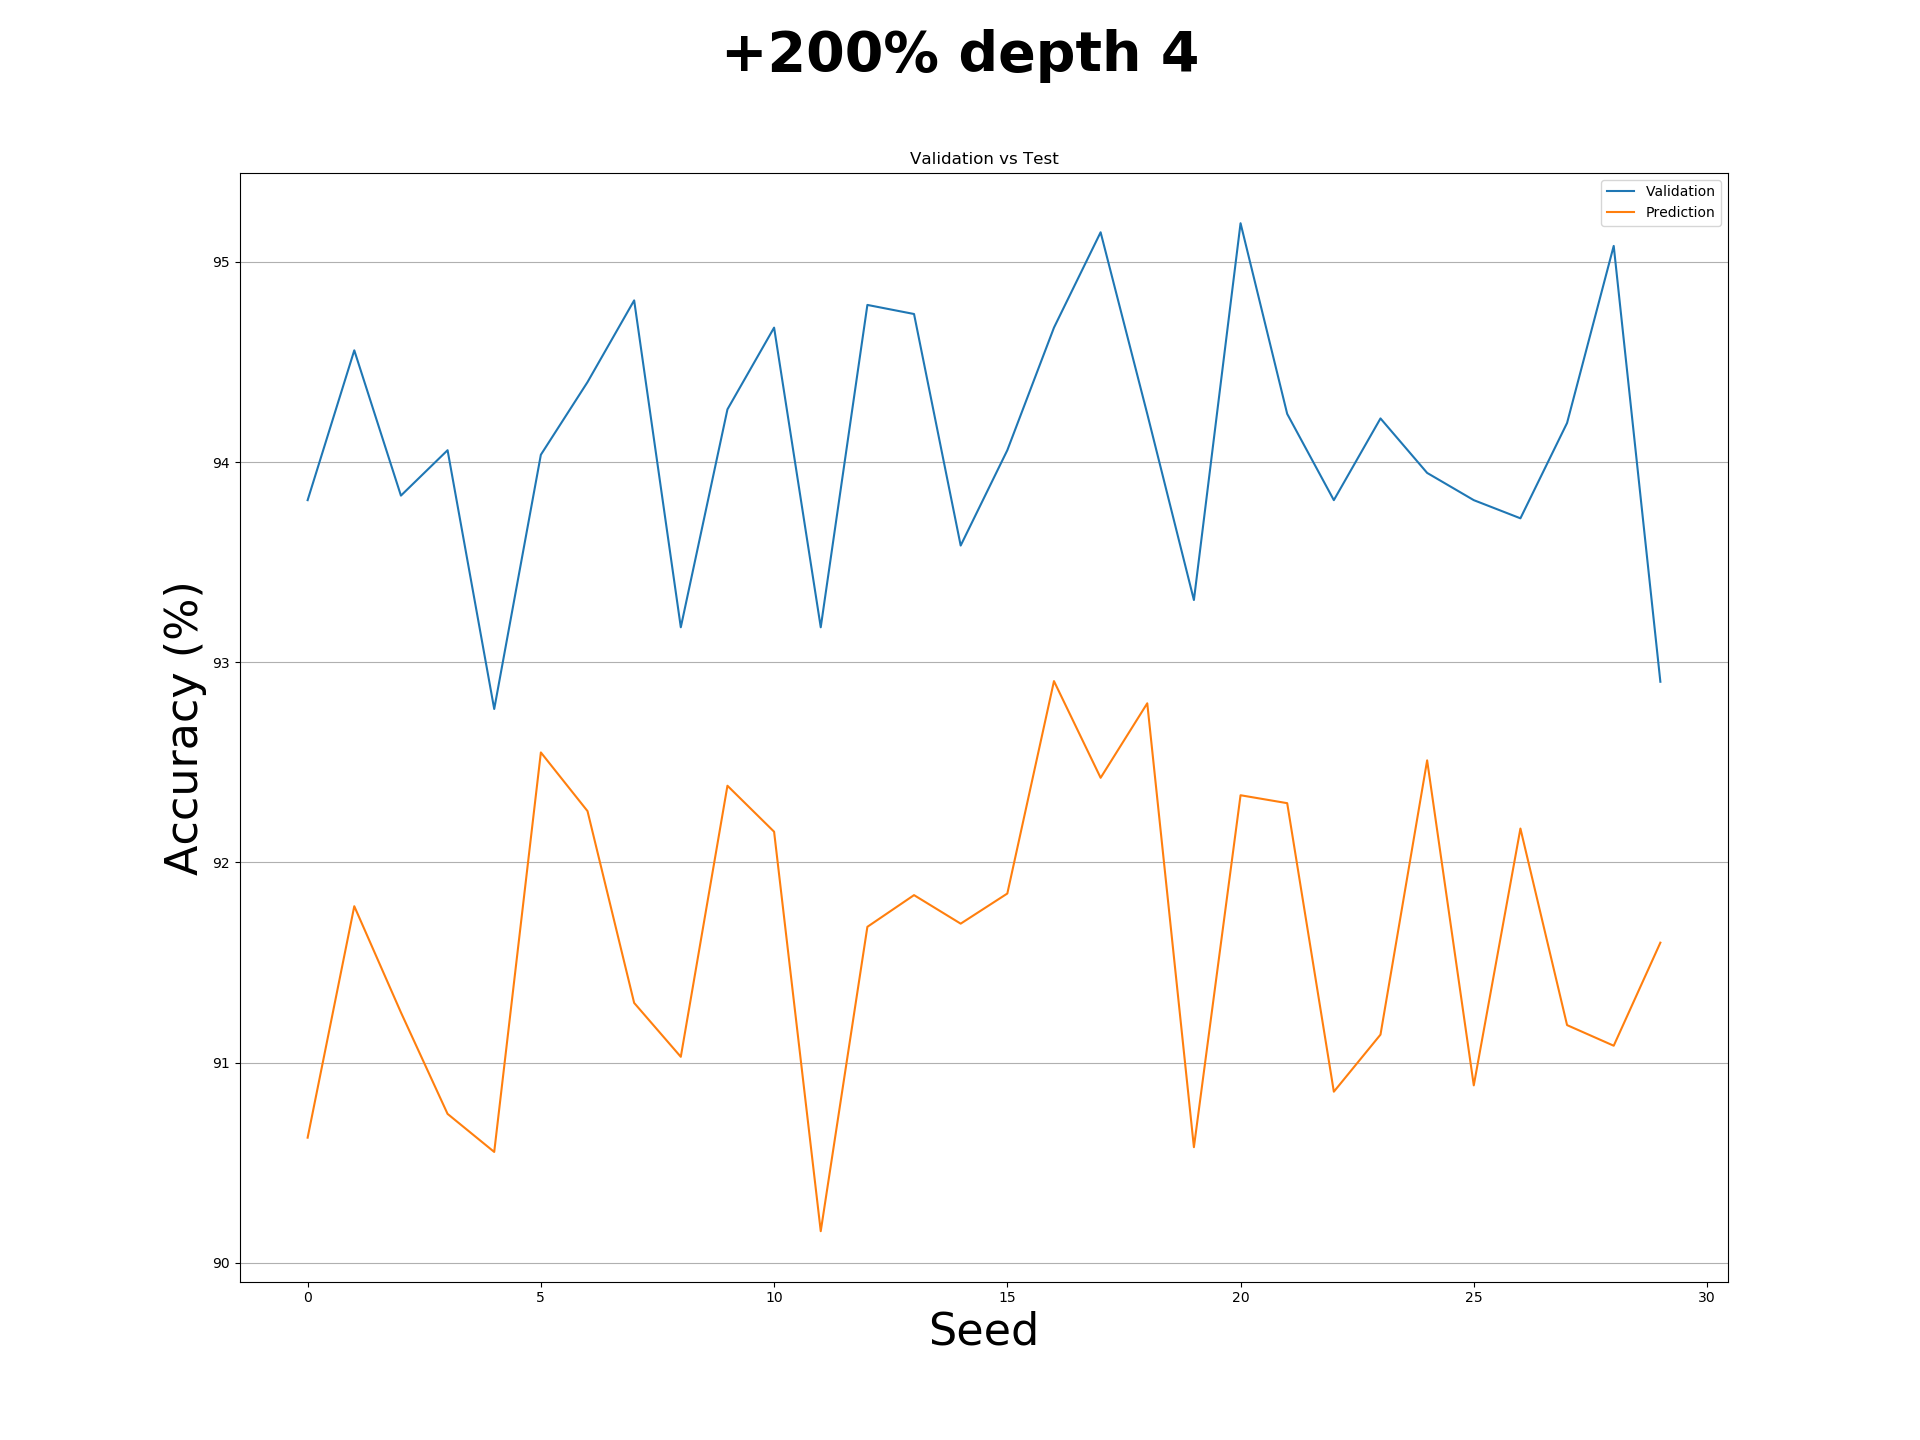 +200% depth 4
Validation vs Test
Validation
Prediction
95
94
93
92
91
90
Accuracy (%)
0 5 10 15 20 25 30
Seed